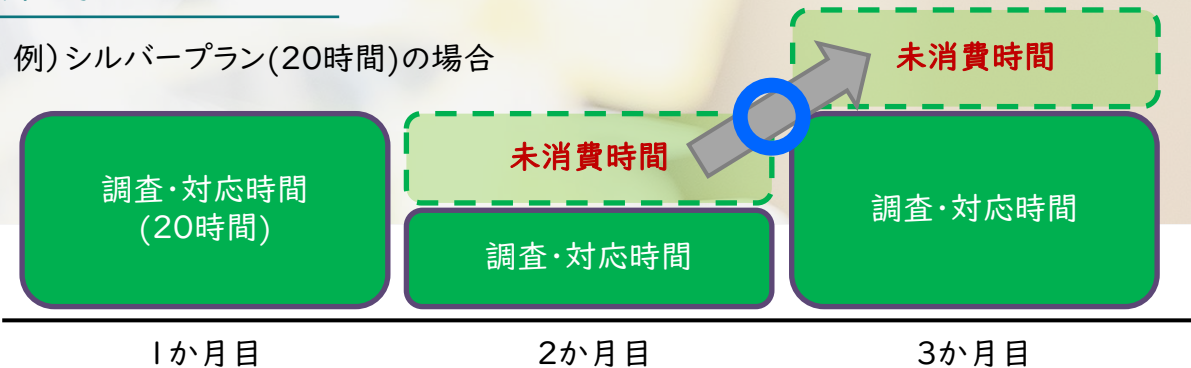 例）シルバープラン(20時間)の場合
未消費時間
未消費時間
調査・対応時間
(20時間)
調査・対応時間
調査・対応時間
1か月目
2か月目
3か月目